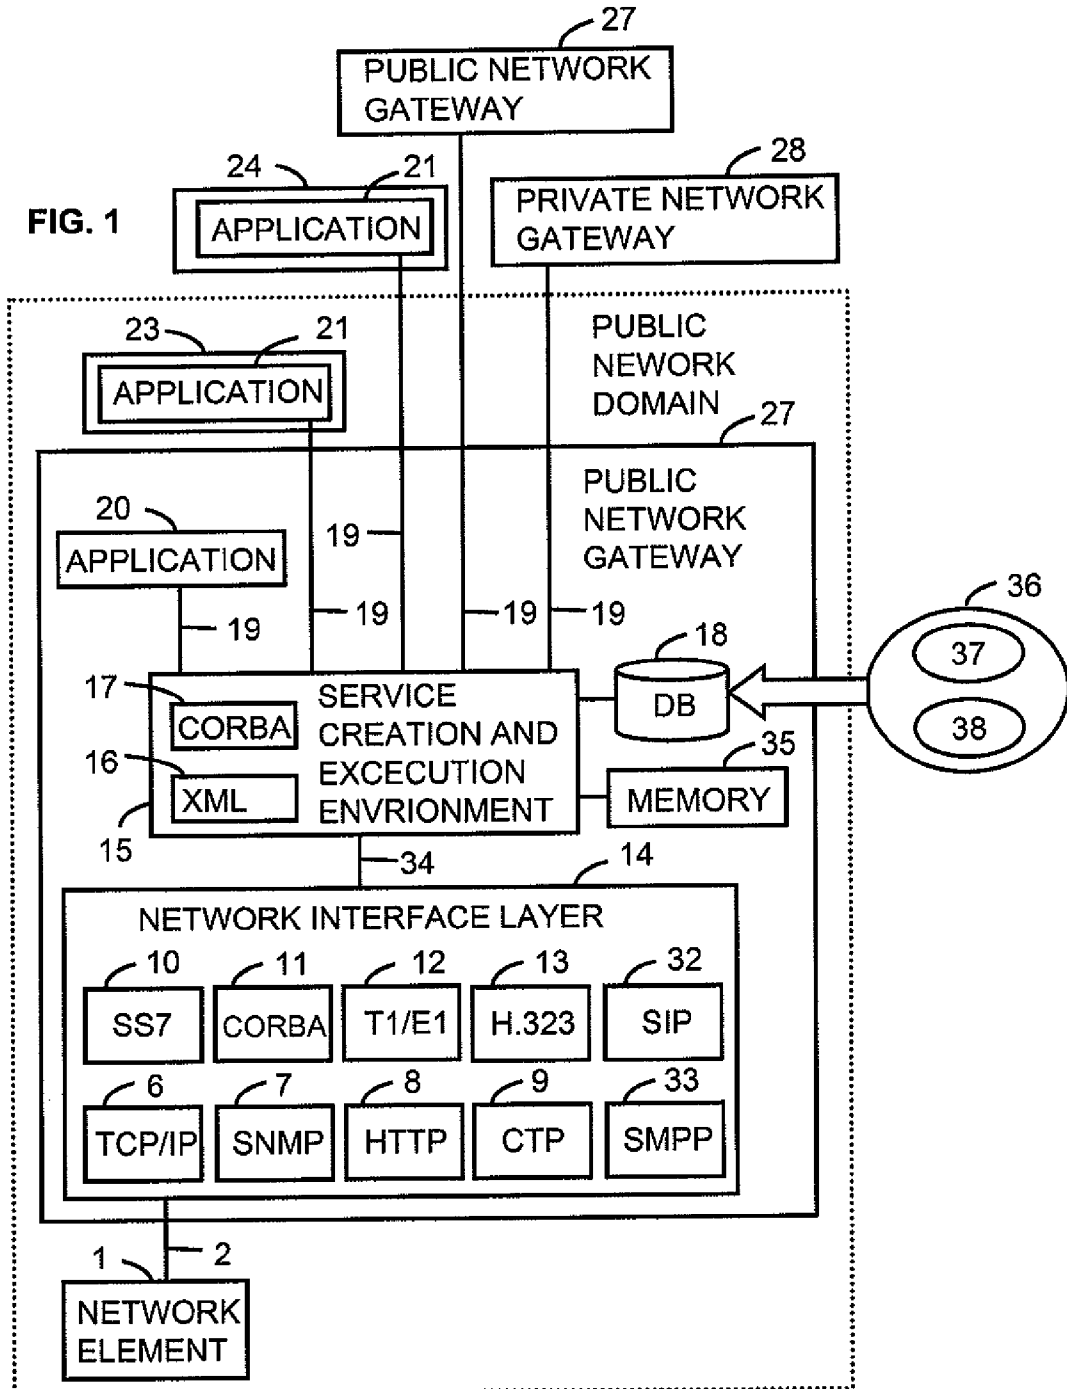 27
PUBLIC NETWORK
GATEWAY
24
21
28
FIG. 1
APPLICATION
PRIVATE NETWORK
GATEWAY
23
21
PUBLIC
NEWORK
DOMAIN
APPLICATION
27
PUBLIC
NETWORK
GATEWAY
20
APPLICATION
19
19
19
19
19
36
37
38
18
DB
17
CORBA
SERVICE
CREATION AND
EXCECUTION
ENVRIONMENT
16
XML
35
MEMORY
15
34
14
NETWORK INTERFACE LAYER
10
11
12
13
32
SS7
CORBA
T1/E1
H.323
SIP
6
7
8
9
33
TCP/IP
SNMP
HTTP
CTP
SMPP
1
2
NETWORK
ELEMENT